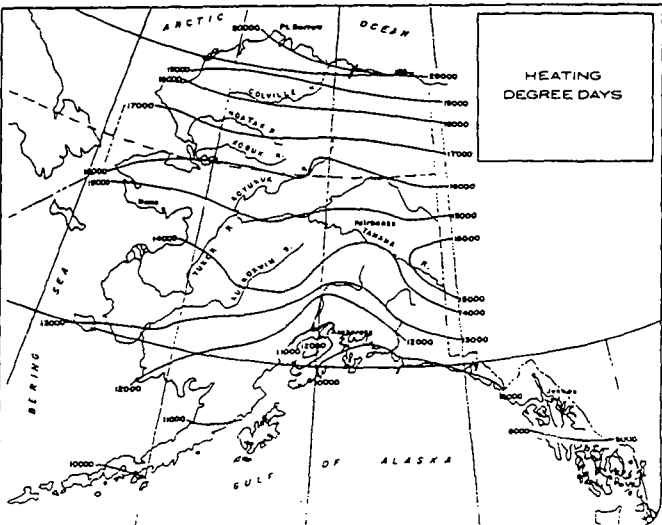 ARCTIC OCEAN
HEATING
DEGREE DAYS
20000
Pt. Barrow
20000
19000
19000
18000
COLVILLE
18000
17000
NOATAK R
KOBUK R.
17000
16000
16000
15000
Nome
KOYUKUK R.
15000
Fairbanks
TANANA R.
16000
14000
YUKON R.
KUSKOKWIM R.
15000
14000
BERING SEA
13000
13000
Anchorage
11000
12000
12000
10000
12000
11000
Juneau
10000
GULF OF ALASKA